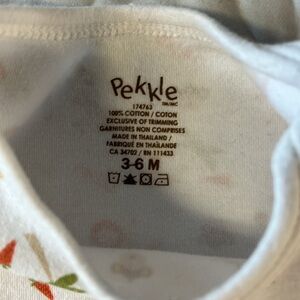 Pekkle
TM/MC
174763
100% COTTON / COTON
EXCLUSIVE OF TRIMMING
GARNITURES NON COMPRISES
MADE IN THAILAND /
FABRIQUÉ EN THAÏLANDE
CA 34702 / RN 111433
3-6 M